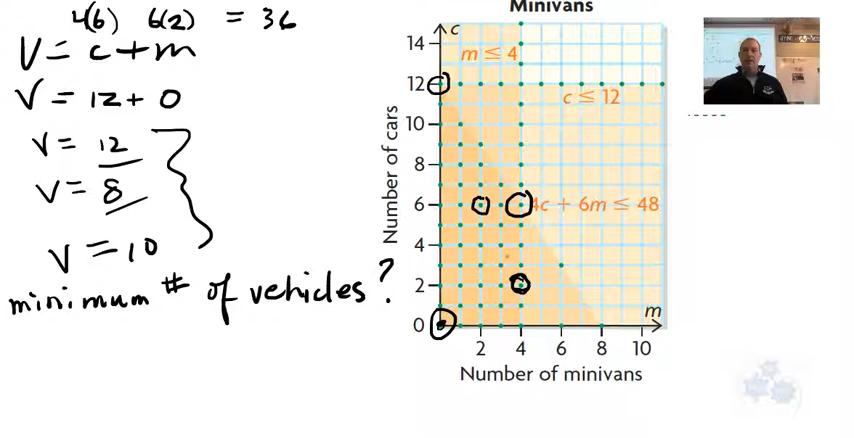 4(6) 6(2) = 36
V = c + m
V = 12 + 0
V = 12
V = 8
V = 10
minimum # of vehicles?
Minivans
c
14
m ≤ 4
12
c ≤ 12
10
8
6
4c + 6m ≤ 48
4
2
0
m
2 4 6 8 10
Number of cars
Number of minivans